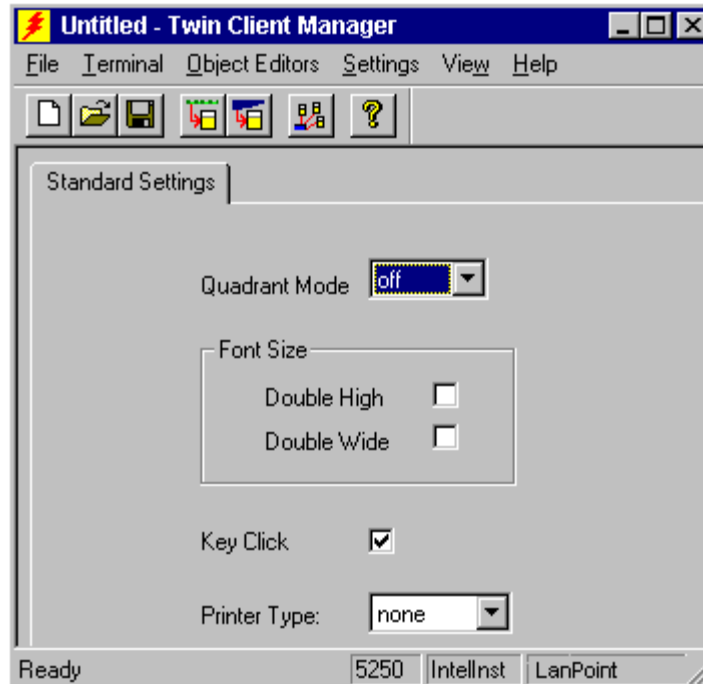 Untitled - Twin Client Manager
File Terminal Object Editors Settings View Help
Standard Settings
Quadrant Mode off
Font Size
Double High
Double Wide
Key Click
Printer Type: none
Ready 5250 IntelInst LanPoint